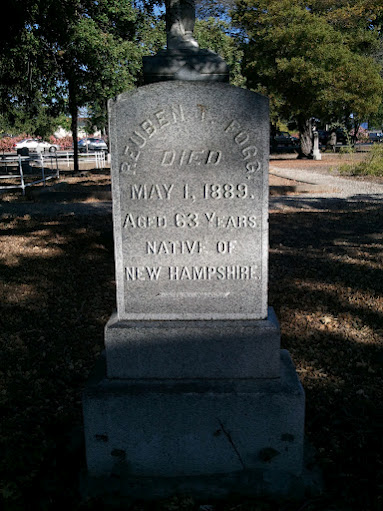 REUBEN T. FOGG
DIED
MAY 1, 1889.
AGED 63 YEARS
NATIVE OF
NEW HAMPSHIRE